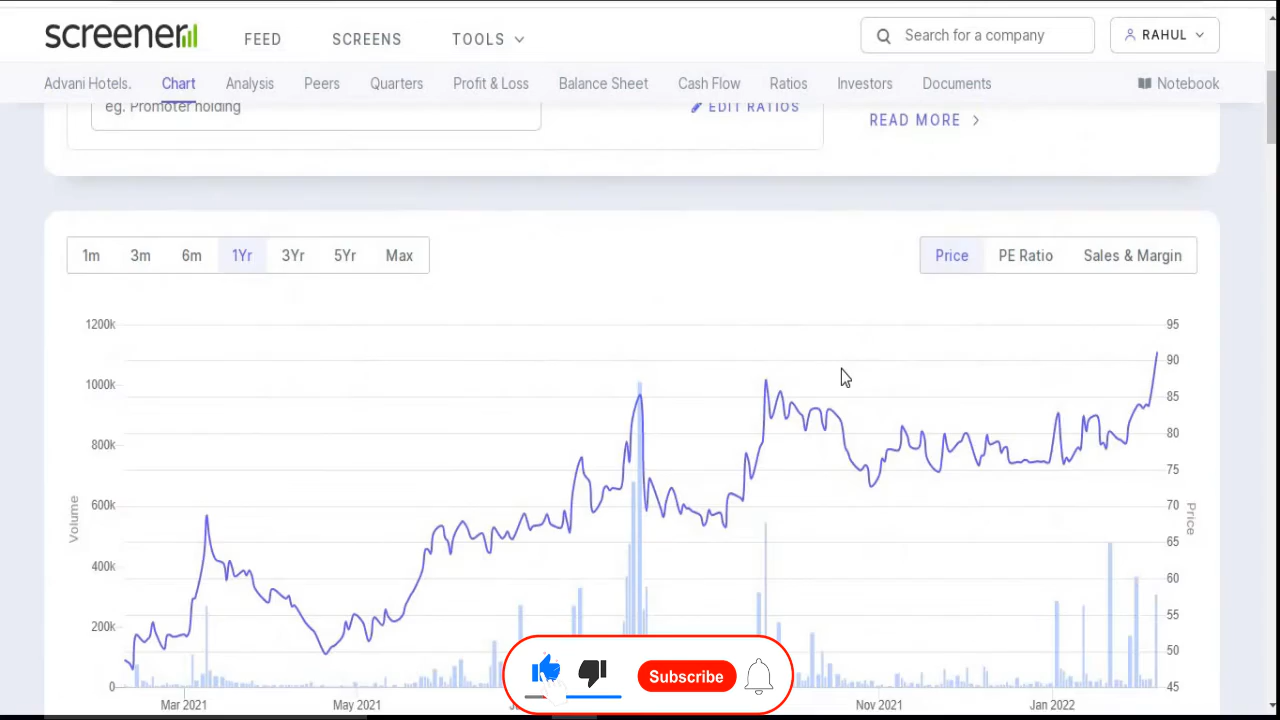 screener FEED SCREENS TOOLS Search for a company RAHUL
Advani Hotels. Chart Analysis Peers Quarters Profit & Loss Balance Sheet Cash Flow Ratios Investors Documents Notebook
eg. Promoter holding EDIT RATIOS
READ MORE
1m 3m 6m 1Yr 3Yr 5Yr Max Price PE Ratio Sales & Margin
1200k 95
90
1000k 85
800k 80
75
600k 70
Volume Price
65
400k 60
55
200k 50
Subscribe
0 45
Mar 2021 May 2021 Nov 2021 Jan 2022